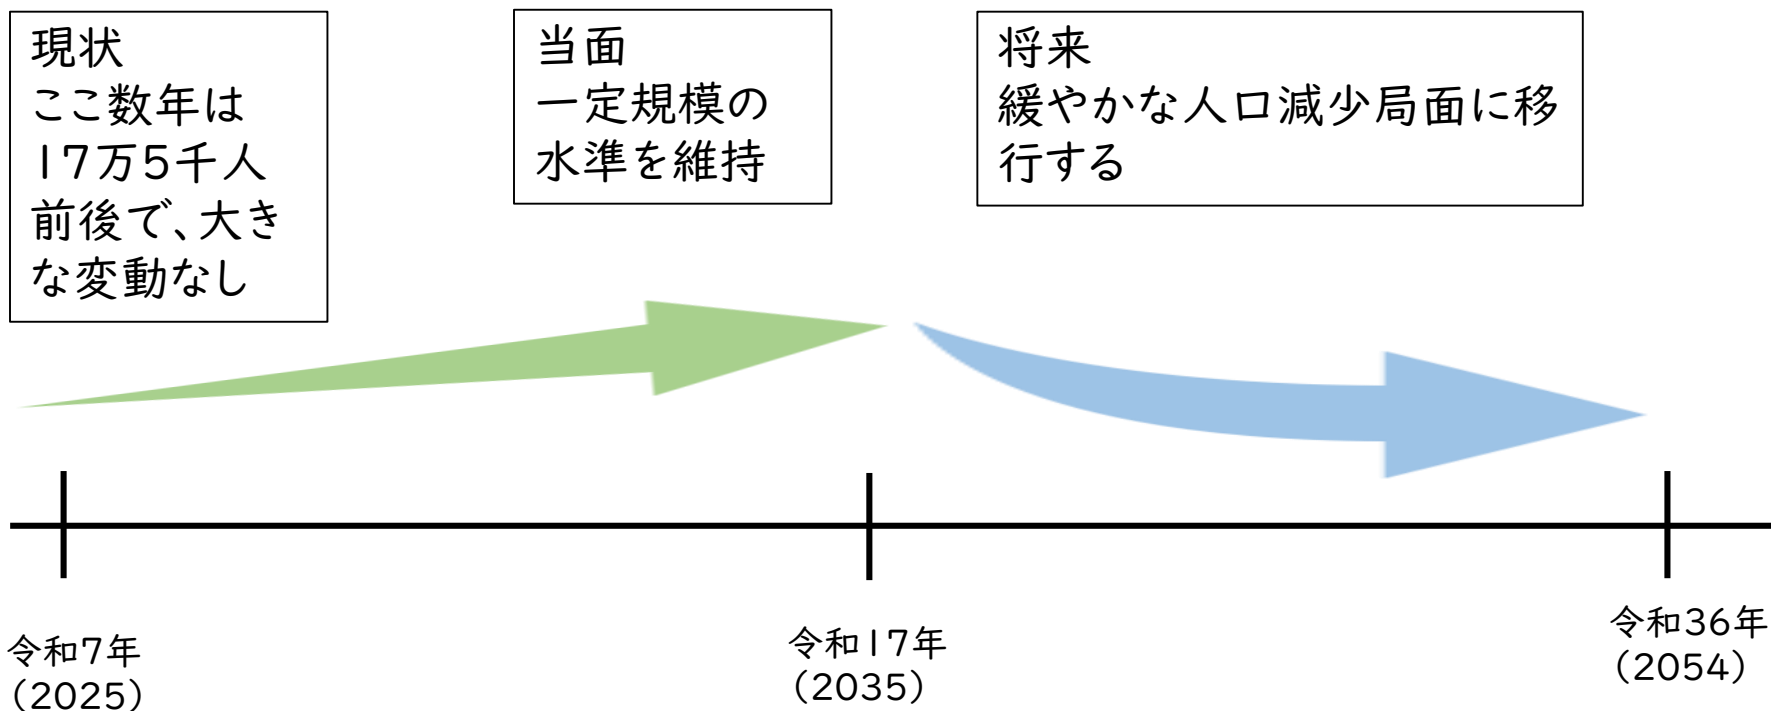 現状
ここ数年は
17万5千人
前後で、大き
な変動なし
当面
一定規模の
水準を維持
将来
緩やかな人口減少局面に移
行する
令和7年
(2025)
令和17年
(2035)
令和36年
(2054)